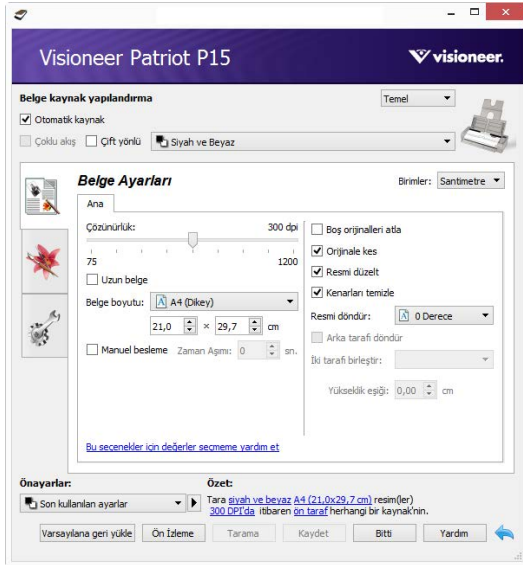 Visioneer Patriot P15
visioneer.
Belge kaynak yapılandırma
Temel
Otomatik kaynak
Çoklu akış
Çift yönlü
Siyah ve Beyaz
Belge Ayarları
Birimler: Santimetre
Ana
Çözünürlük: 300 dpi
75 1200
Uzun belge
Belge boyutu: A4 (Dikey)
21,0 × 29,7 cm
Manuel besleme Zaman Aşımı: 0 sn.
Boş orijinalleri atla
Orijinale kes
Resmi düzelt
Kenarları temizle
Resmi döndür: 0 Derece
Arka tarafı döndür
İki tarafı birleştir:
Yükseklik eşiği: 0,00 cm
Bu seçenekler için değerler seçmeme yardım et
Önayarlar:
Son kullanılan ayarlar
Özet:
Tara siyah ve beyaz A4 (21,0x29,7 cm) resim(ler)
300 DPI'da itibaren ön taraf herhangi bir kaynak'nin.
Varsayılana geri yükle Ön İzleme Tarama Kaydet Bitti Yardım